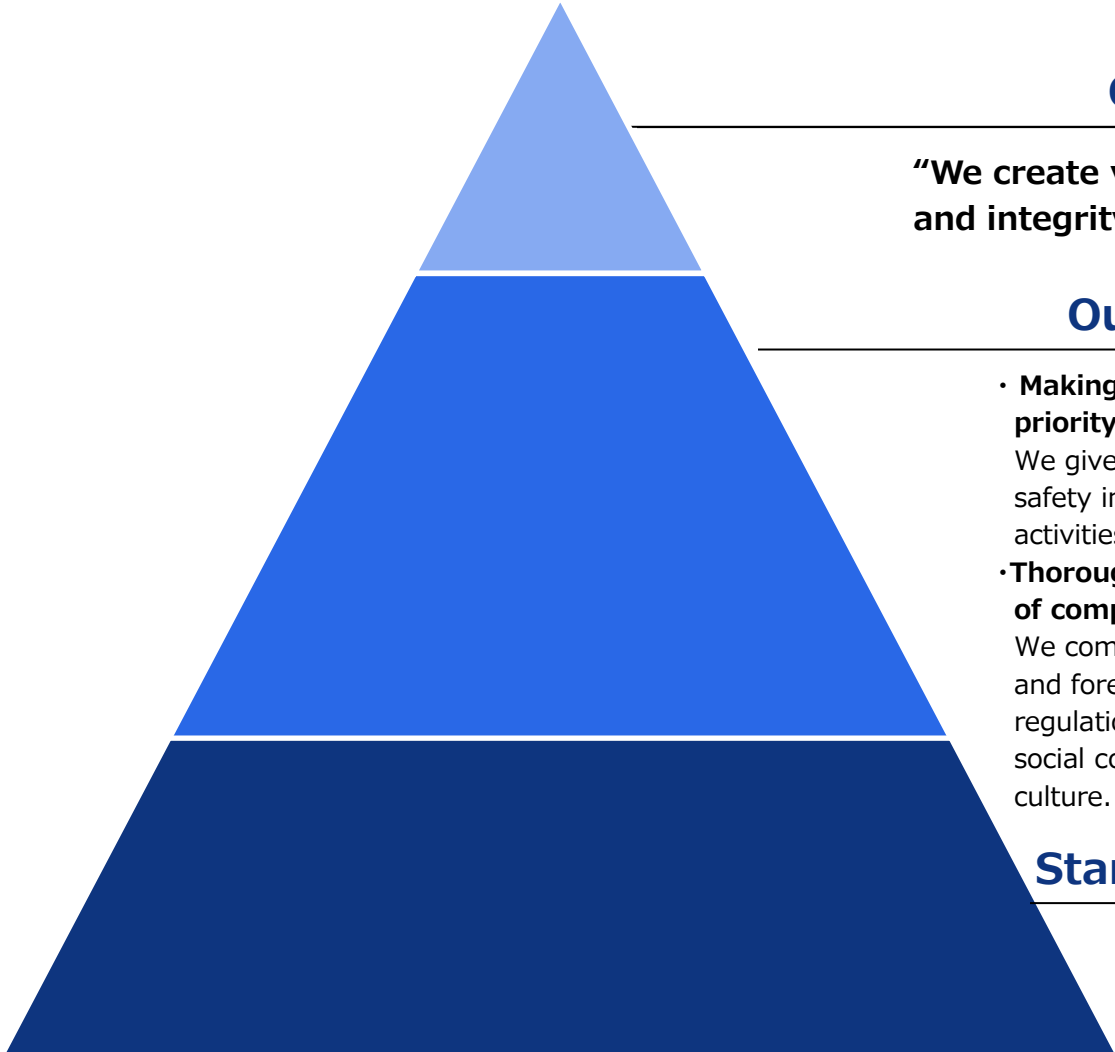 “We create
and integrity
Ou
· Making
priority
We give
safety in
activities
·Thorough
of comp
We com
and fore
regulatio
social co
culture.
Star